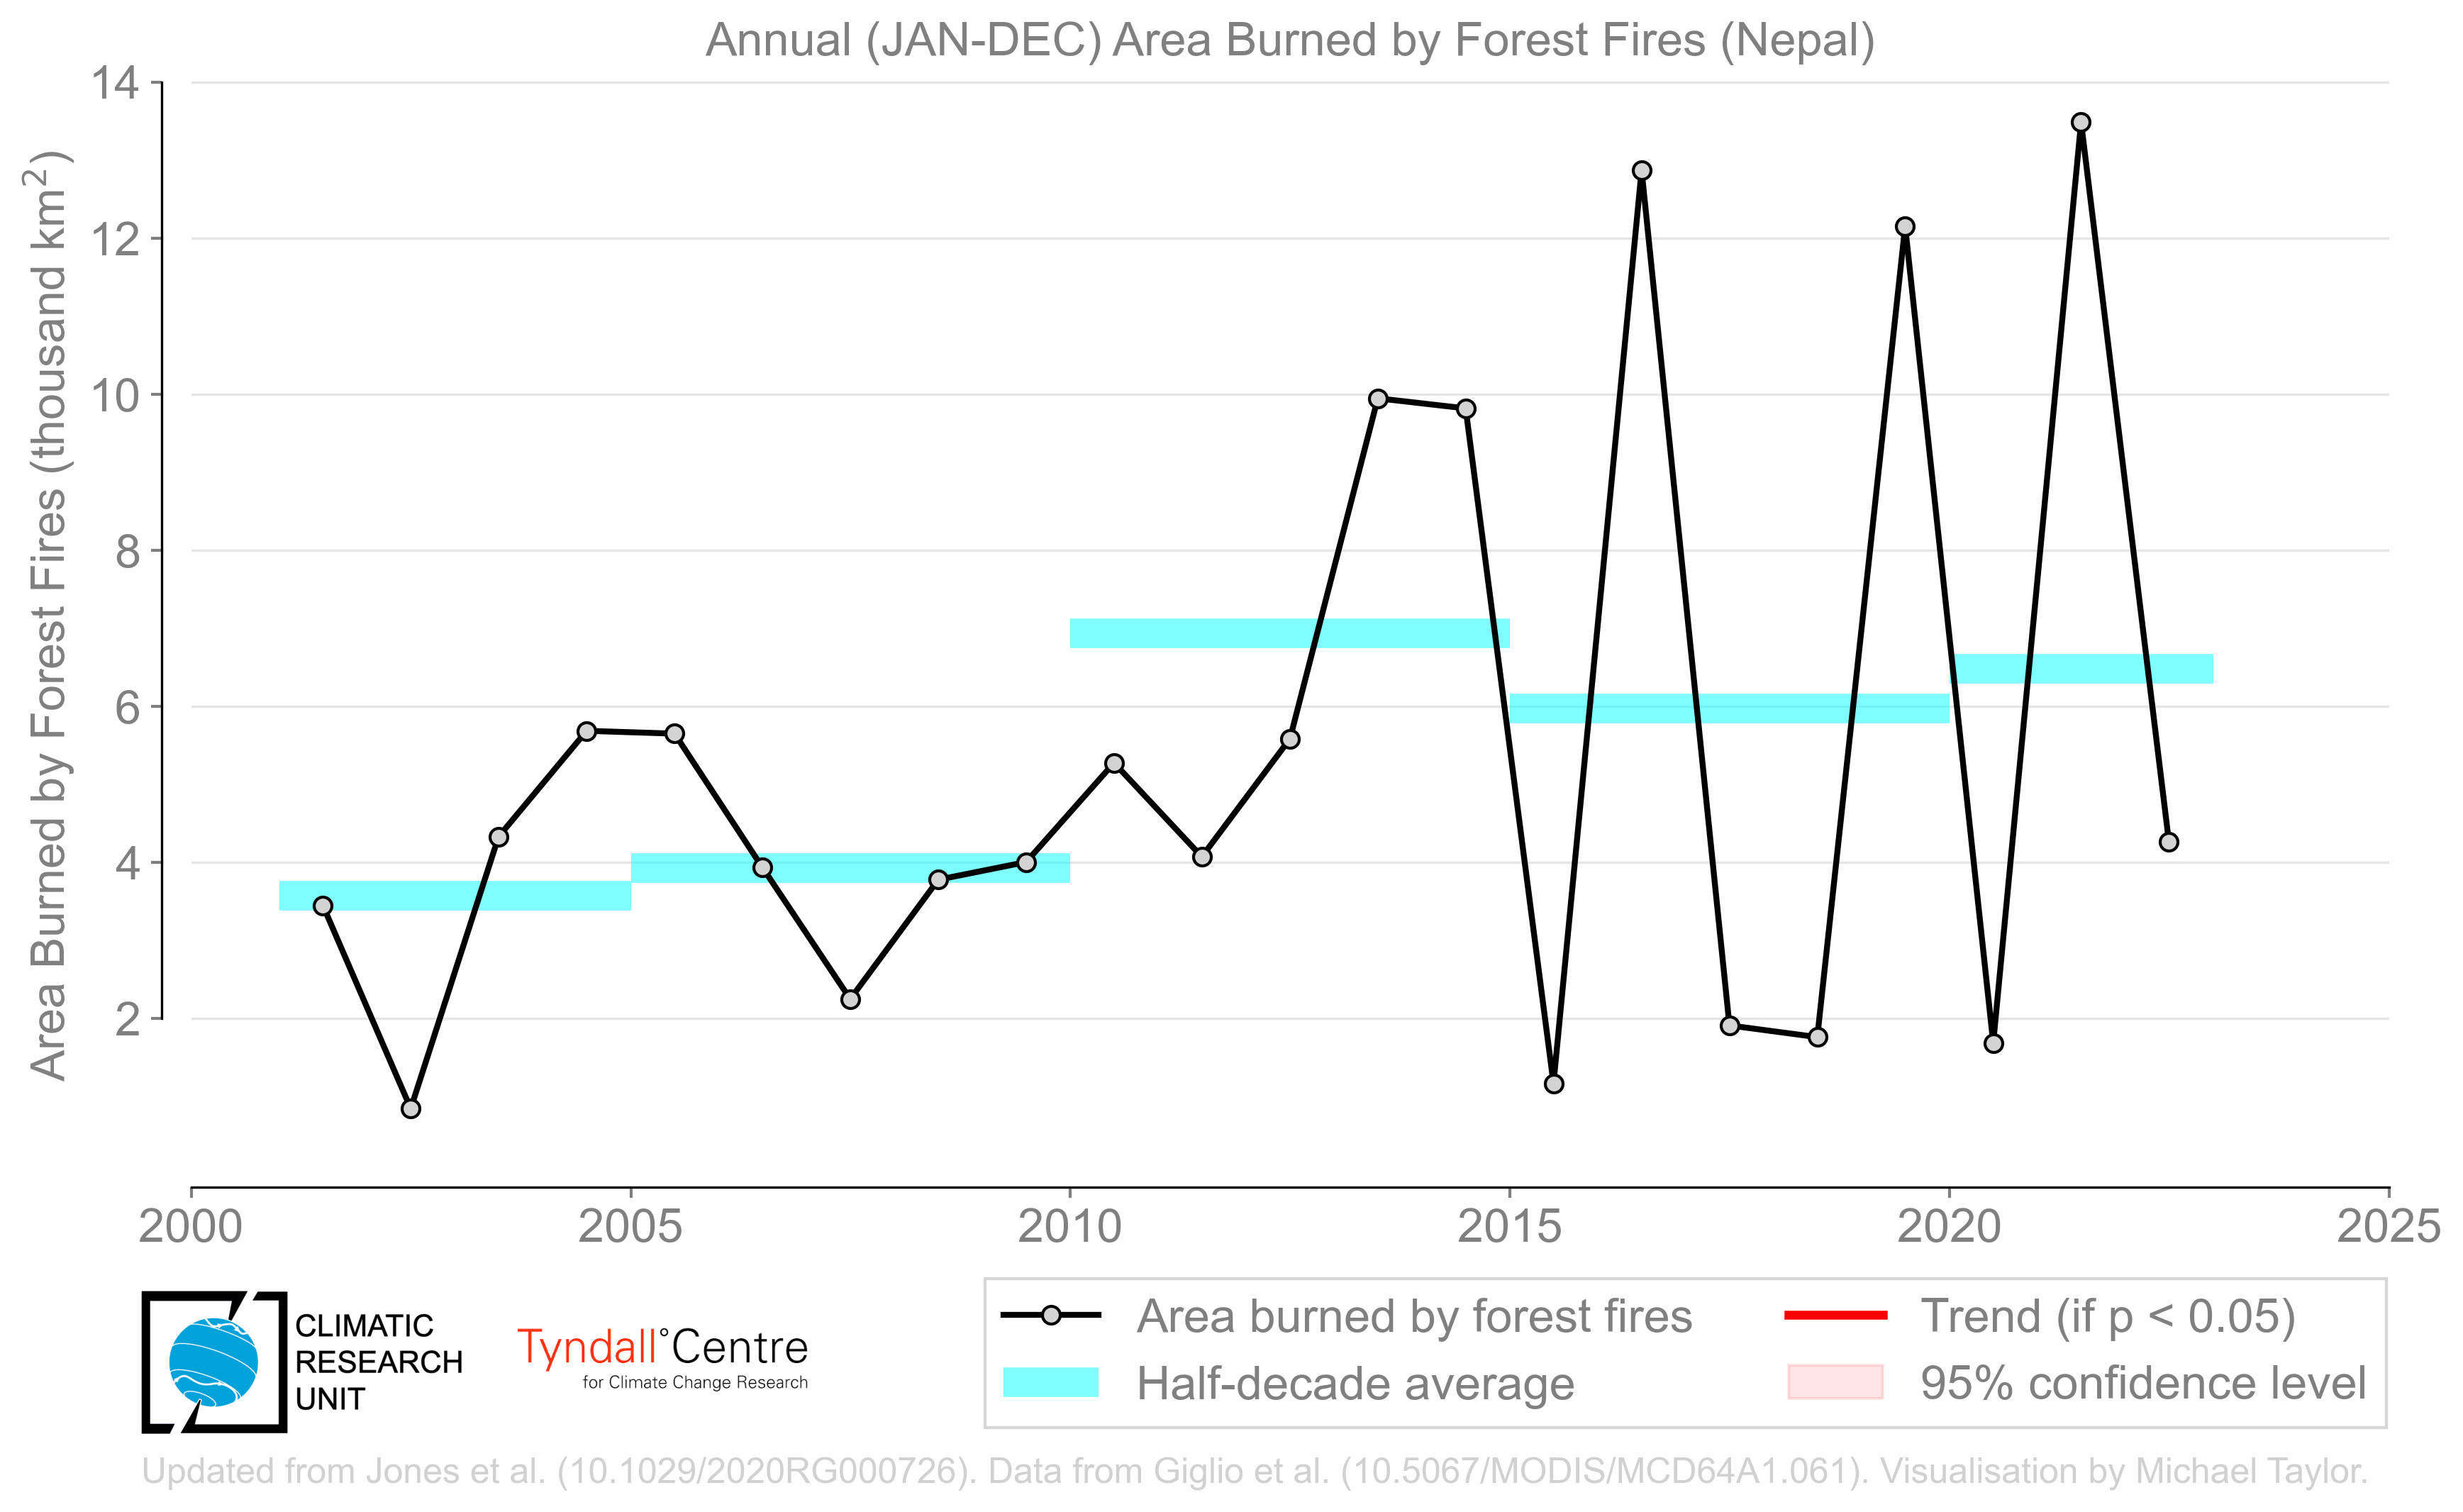 Annual (JAN-DEC) Area Burned by Forest Fires (Nepal)
Area Burned by Forest Fires (thousand km²)
14
12
10
8
6
4
2
2000 2005 2010 2015 2020 2025
CLIMATIC
RESEARCH
UNIT
Tyndall°Centre
for Climate Change Research
Area burned by forest fires
Half-decade average
Trend (if p < 0.05)
95% confidence level
Updated from Jones et al. (10.1029/2020RG000726). Data from Giglio et al. (10.5067/MODIS/MCD64A1.061). Visualisation by Michael Taylor.